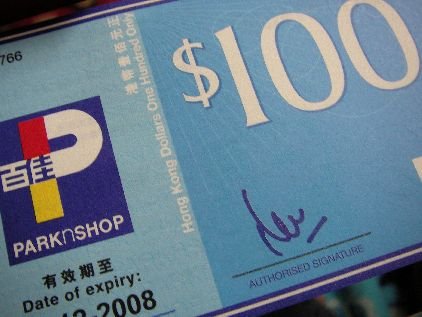 766
$100
港幣壹佰元正
Hong Kong Dollars One Hundred Only
百佳
PARKnSHOP
有效期至
Date of expiry:
12-2008
AUTHORISED SIGNATURE